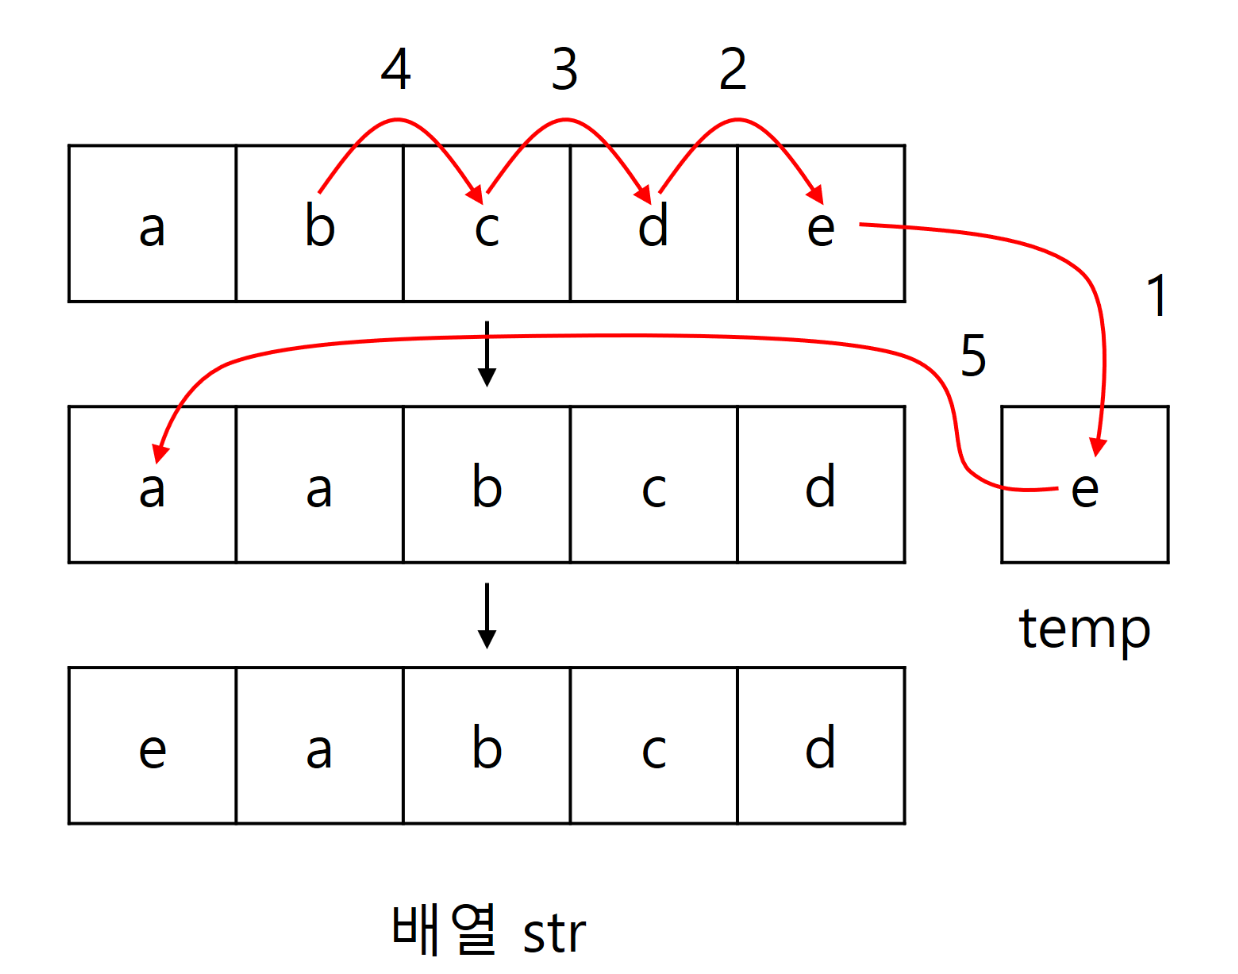 4 3 2
a b c d e
1
5
a a b c d e
temp
e a b c d
배열 str